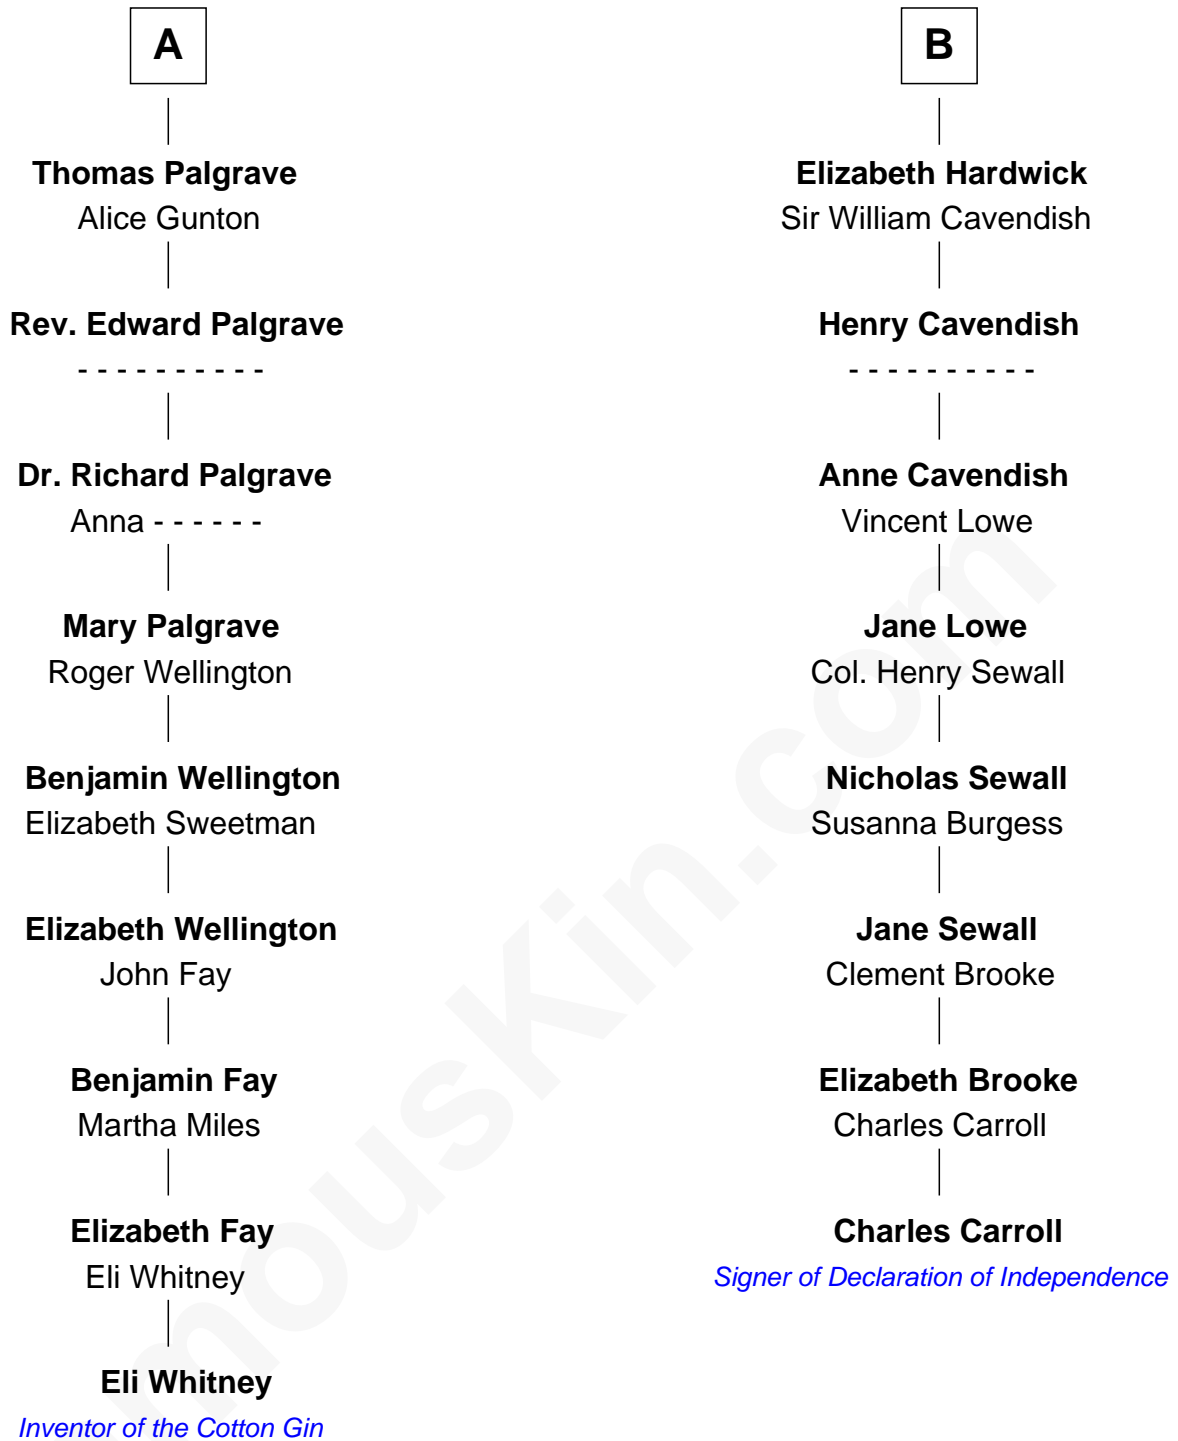 A
Thomas Palgrave
Alice Gunton
Rev. Edward Palgrave
- - - - - - - - - -
Dr. Richard Palgrave
Anna - - - - - -
Mary Palgrave
Roger Wellington
Benjamin Wellington
Elizabeth Sweetman
Elizabeth Wellington
John Fay
Benjamin Fay
Martha Miles
Elizabeth Fay
Eli Whitney
Eli Whitney
Inventor of the Cotton Gin
B
Elizabeth Hardwick
Sir William Cavendish
Henry Cavendish
- - - - - - - - - -
Anne Cavendish
Vincent Lowe
Jane Lowe
Col. Henry Sewall
Nicholas Sewall
Susanna Burgess
Jane Sewall
Clement Brooke
Elizabeth Brooke
Charles Carroll
Charles Carroll
Signer of Declaration of Independence
mousKin.com